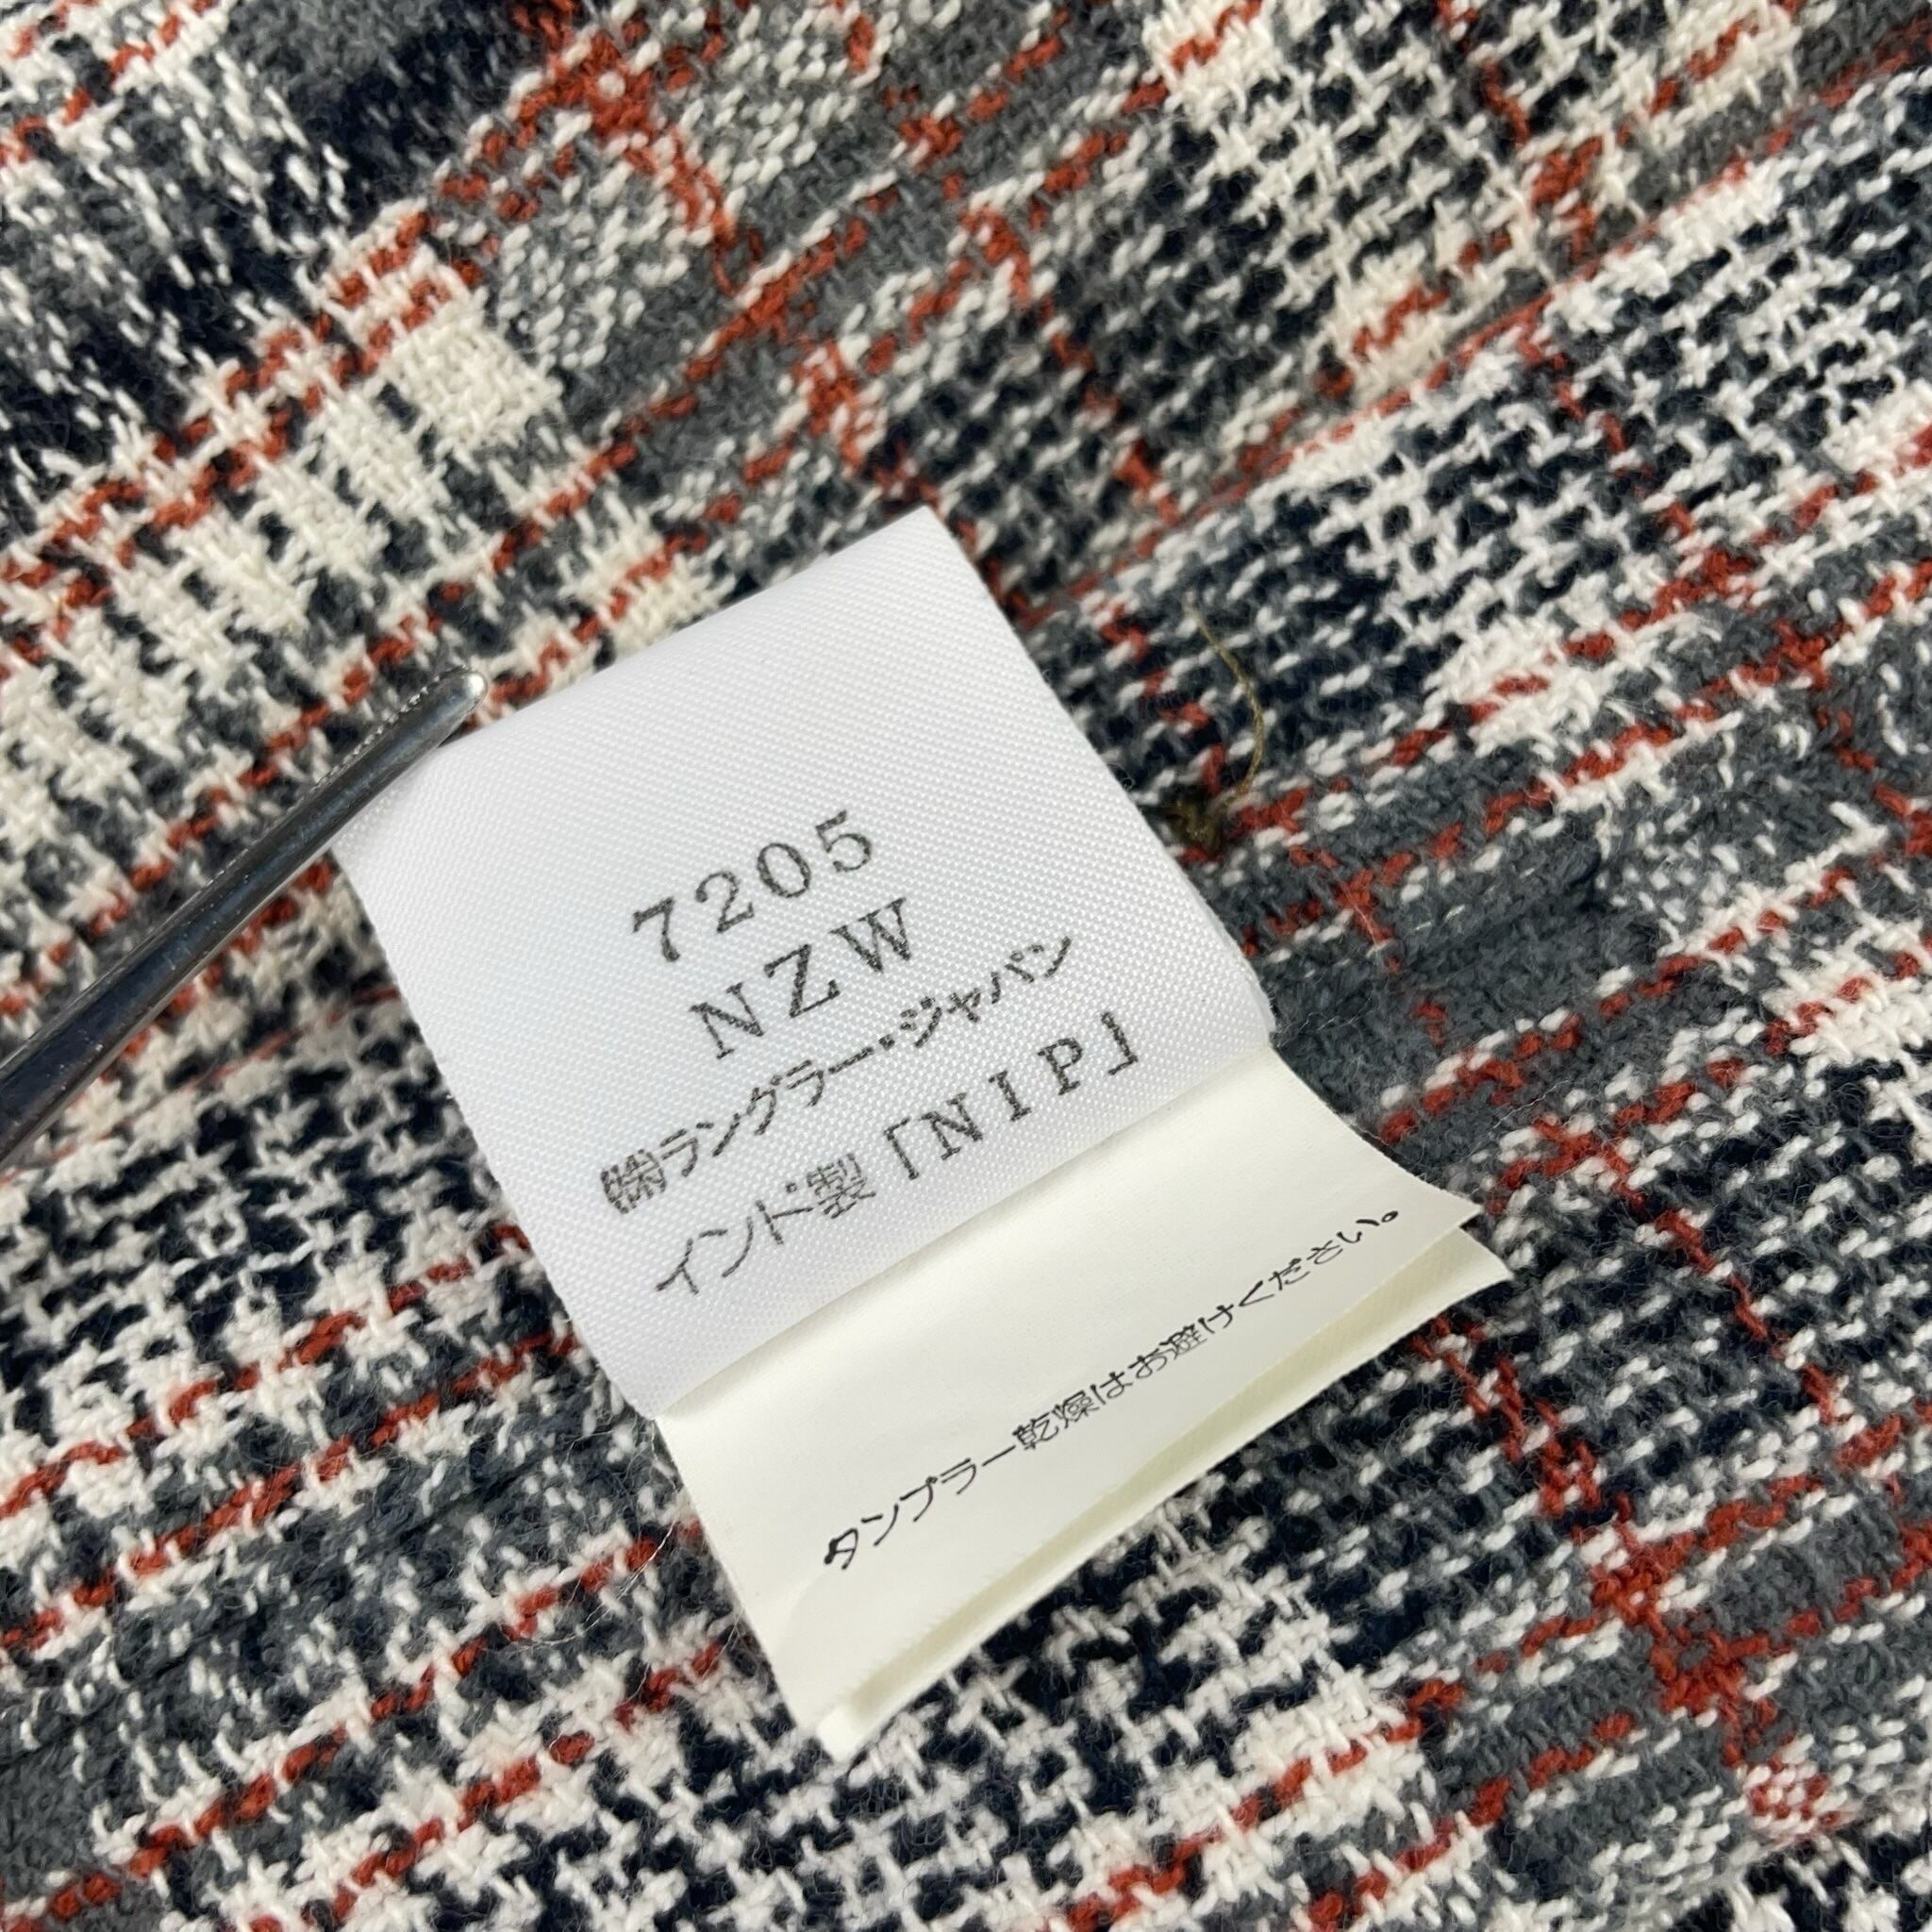 7205
NZW
㈱ラングラー・ジャパン
インド製「NIP」
タンブラー乾燥はお避けください。